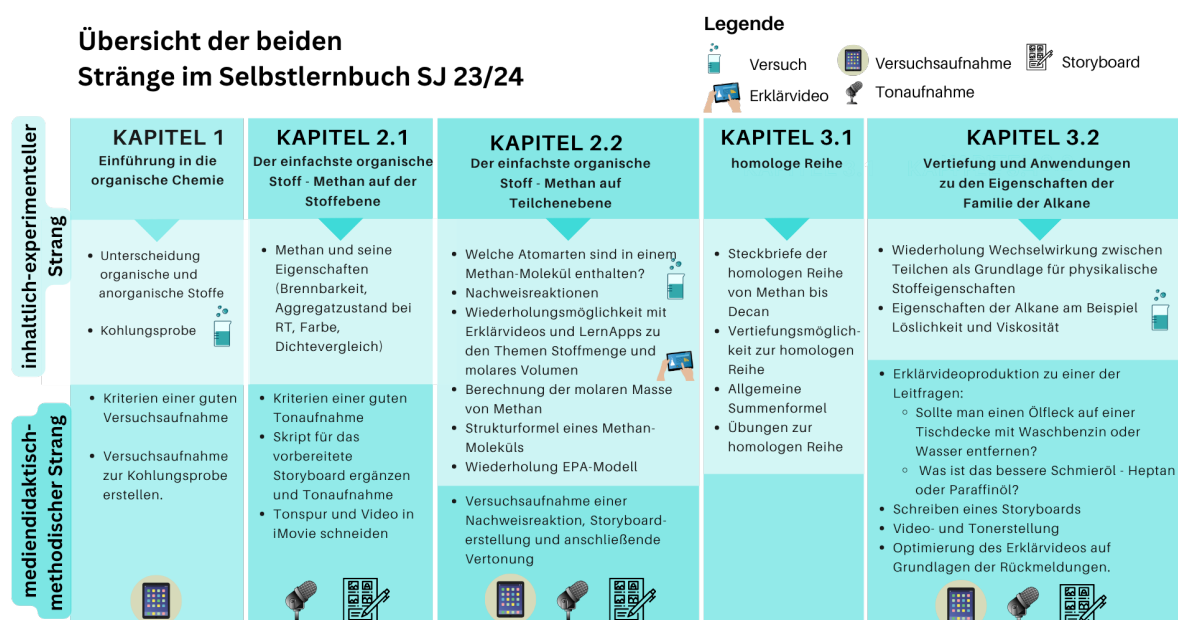 Übersicht der beiden
Stränge im Selbstlernbuch SJ 23/24
Legende
Versuch
Versuchsaufnahme
Storyboard
Erklärvideo
Tonaufnahme
inhaltlich-experimenteller
Strang
mediendidaktisch-
methodischer Strang
KAPITEL 1
Einführung in die
organische Chemie
• Unterscheidung
organische und
anorganische Stoffe
• Kohlungsprobe
• Kriterien einer guten
Versuchsaufnahme
• Versuchsaufnahme
zur Kohlungsprobe
erstellen.
KAPITEL 2.1
Der einfachste organische
Stoff - Methan auf der
Stoffebene
• Methan und seine
Eigenschaften
(Brennbarkeit,
Aggregatzustand bei
RT, Farbe,
Dichtevergleich)
• Kriterien einer guten
Tonaufnahme
• Skript für das
vorbereitete
Storyboard ergänzen
und Tonaufnahme
• Tonspur und Video in
iMovie schneiden
KAPITEL 2.2
Der einfachste organische
Stoff - Methan auf
Teilchenebene
• Welche Atomarten sind in einem
Methan-Molekül enthalten?
• Nachweisreaktionen
• Wiederholungsmöglichkeit mit
Erklärvideos und LernApps zu
den Themen Stoffmenge und
molares Volumen
• Berechnung der molaren Masse
von Methan
• Strukturformel eines Methan-
Moleküls
• Wiederholung EPA-Modell
• Versuchsaufnahme einer
Nachweisreaktion, Storyboard-
erstellung und anschließende
Vertonung
KAPITEL 3.1
homologe Reihe
• Steckbriefe der
homologen Reihe
von Methan bis
Decan
• Vertiefungsmöglich-
keit zur homologen
Reihe
• Allgemeine
Summenformel
• Übungen zur
homologen Reihe
KAPITEL 3.2
Vertiefung und Anwendungen
zu den Eigenschaften der
Familie der Alkane
• Wiederholung Wechselwirkung zwischen
Teilchen als Grundlage für physikalische
Stoffeigenschaften
• Eigenschaften der Alkane am Beispiel
Löslichkeit und Viskosität
• Erklärvideoproduktion zu einer der
Leitfragen:
◦ Sollte man einen Ölfleck auf einer
Tischdecke mit Waschbenzin oder
Wasser entfernen?
◦ Was ist das bessere Schmieröl - Heptan
oder Paraffinöl?
• Schreiben eines Storyboards
• Video- und Tonerstellung
• Optimierung des Erklärvideos auf
Grundlagen der Rückmeldungen.